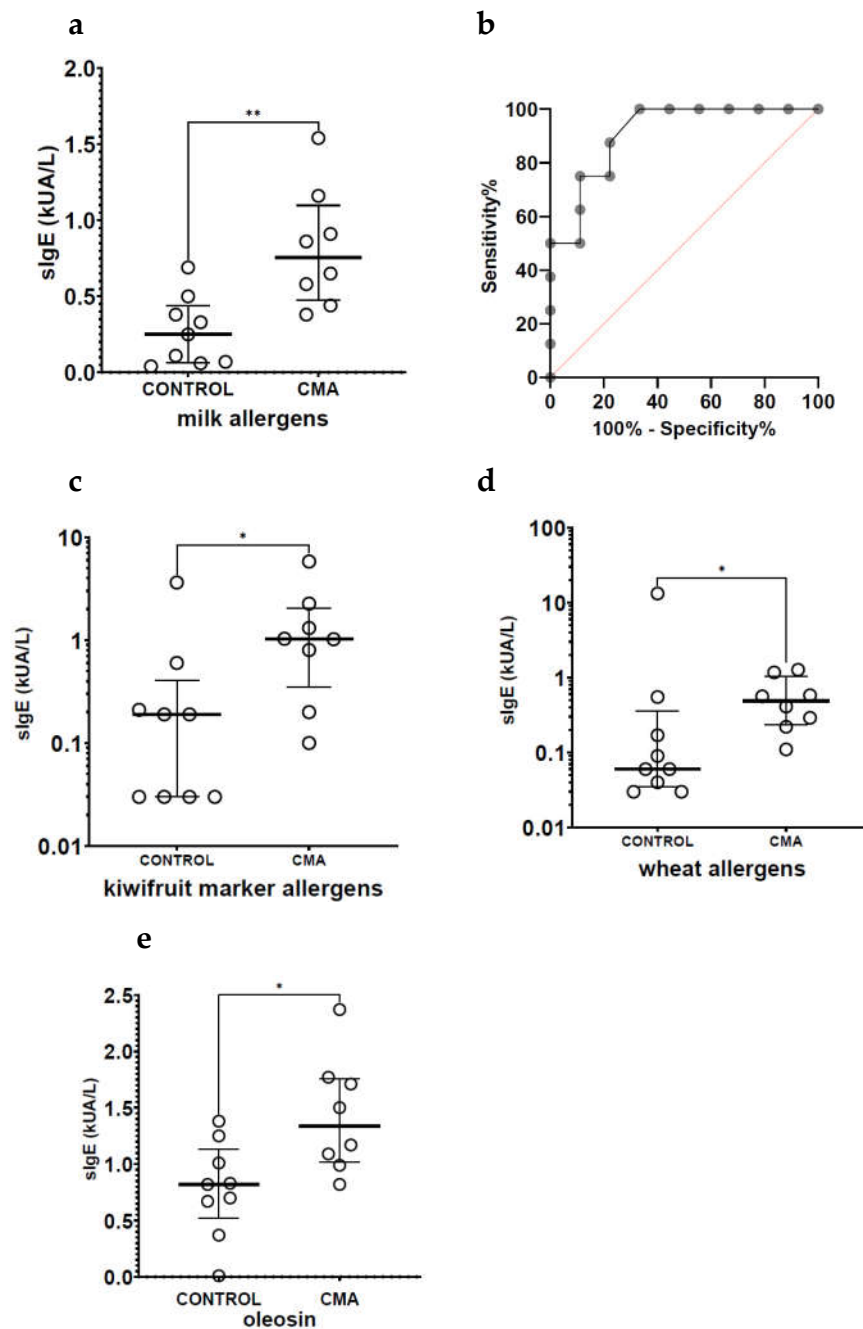 a
2.0
1.5
1.0
0.5
0.0
sIgE (kUA/L)
**
CONTROL CMA
milk allergens
b
100
80
60
40
20
0
Sensitivity%
0 20 40 60 80 100
100% - Specificity%
c
10
1
0.1
0.01
sIgE (kUA/L)
*
CONTROL CMA
kiwifruit marker allergens
d
100
10
1
0.1
0.01
sIgE (kUA/L)
*
CONTROL CMA
wheat allergens
e
2.5
2.0
1.5
1.0
0.5
0.0
sIgE (kUA/L)
*
CONTROL CMA
oleosin